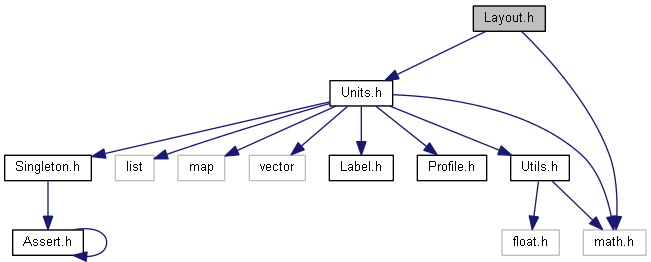 Layout.h
Units.h
Singleton.h
list
map
vector
Label.h
Profile.h
Utils.h
Assert.h
float.h
math.h